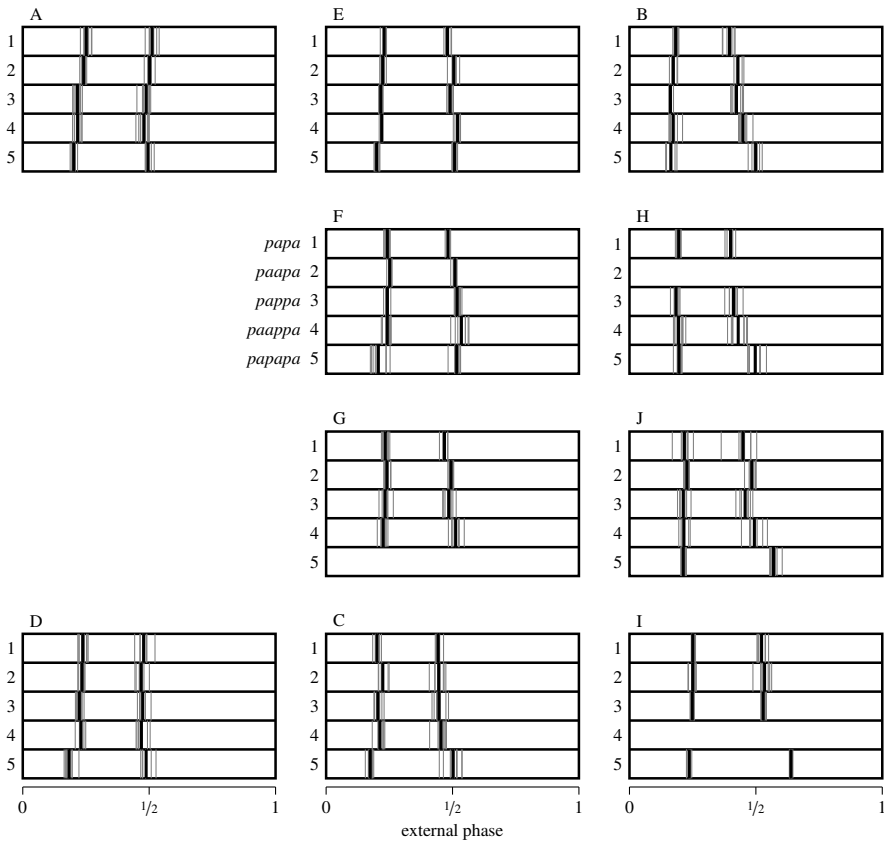 A E B
1 1 1
2 2 2
3 3 3
4 4 4
5 5 5
F H
papa 1 1
paapa 2 2
pappa 3 3
paappa 4 4
papapa 5 5
G J
1 1
2 2
3 3
4 4
5 5
D C I
1 1 1
2 2 2
3 3 3
4 4 4
5 5 5
0 1/2 1 0 1/2 1 0 1/2 1
external phase